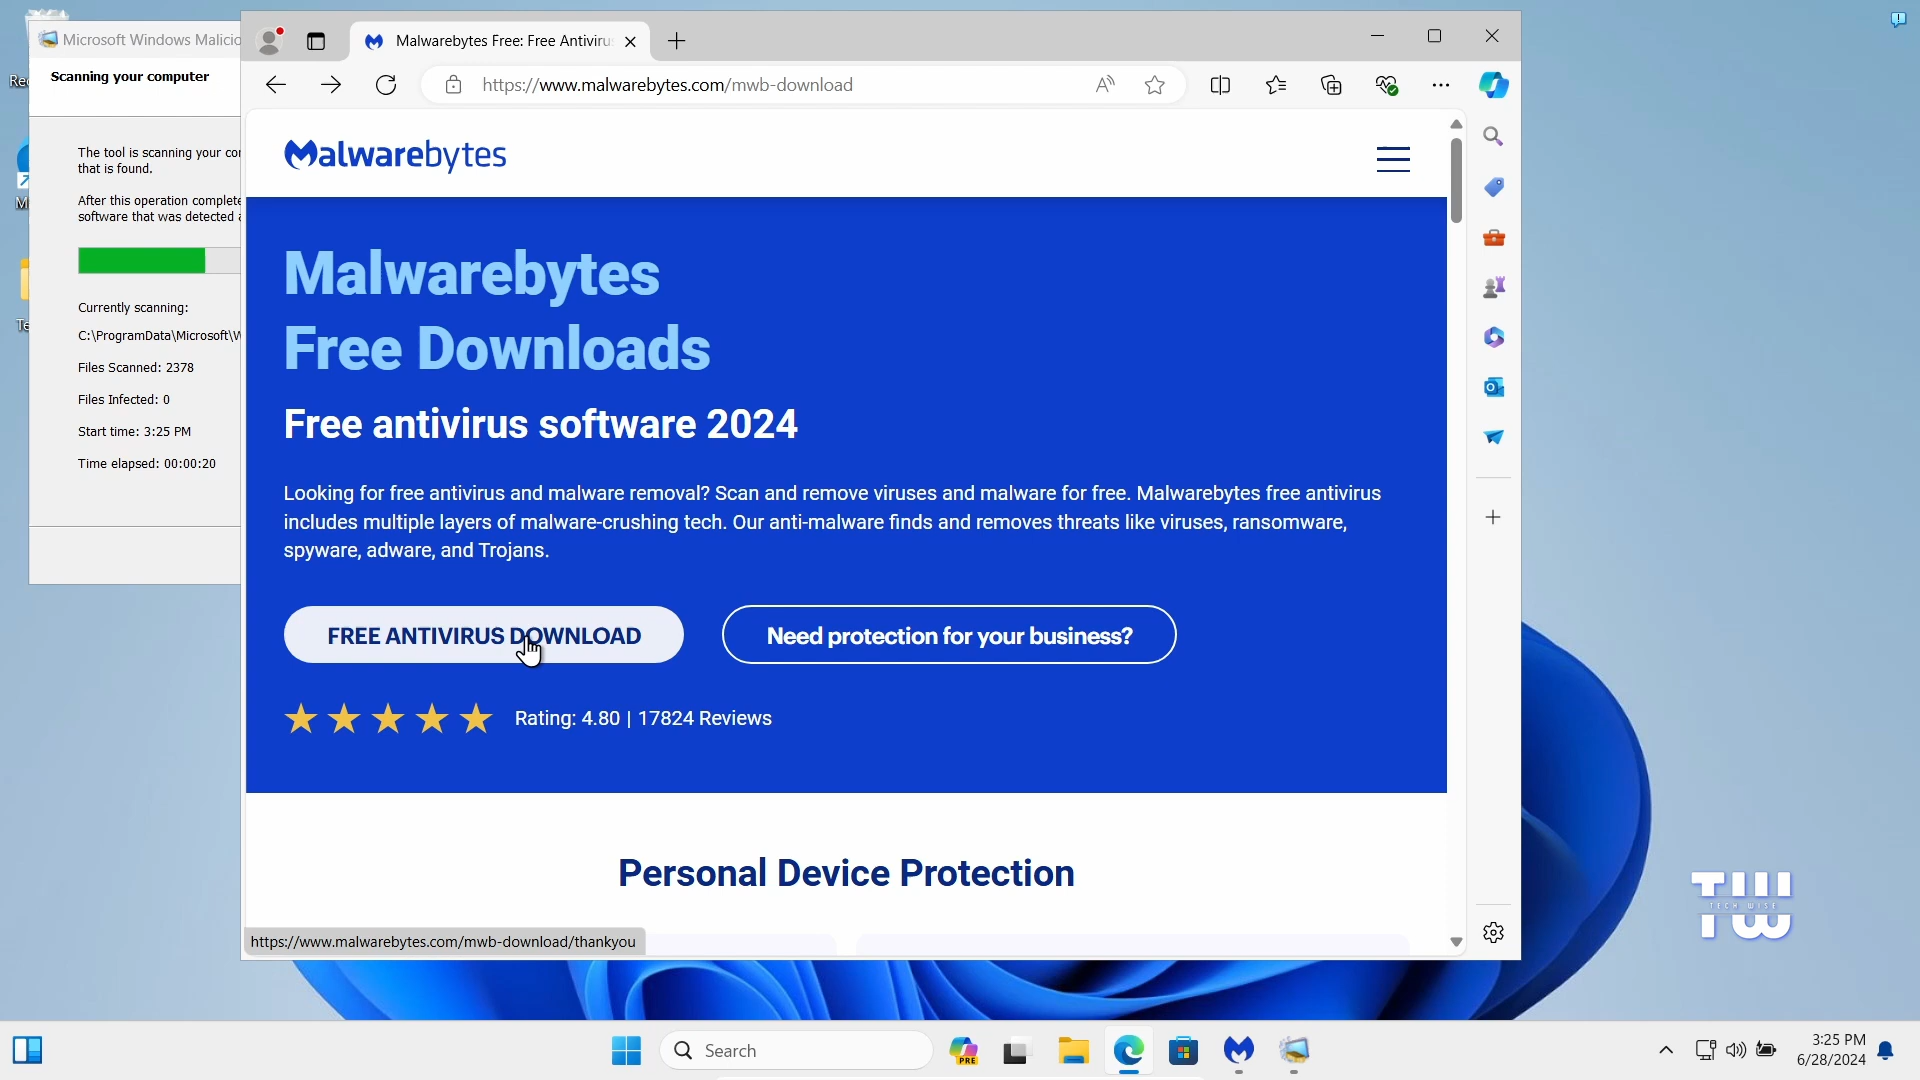 Microsoft Windows Malicio
Scanning your computer
The tool is scanning your co
that is found.
After this operation complete
software that was detected
Currently scanning:
C:\ProgramData\Microsoft\W
Files Scanned: 2378
Files Infected: 0
Start time: 3:25 PM
Time elapsed: 00:00:20
Malwarebytes Free: Free Antiviru
https://www.malwarebytes.com/mwb-download
Malwarebytes
Malwarebytes
Free Downloads
Free antivirus software 2024
Looking for free antivirus and malware removal? Scan and remove viruses and malware for free. Malwarebytes free antivirus
includes multiple layers of malware-crushing tech. Our anti-malware finds and removes threats like viruses, ransomware,
spyware, adware, and Trojans.
FREE ANTIVIRUS DOWNLOAD
Need protection for your business?
Rating: 4.80 | 17824 Reviews
Personal Device Protection
https://www.malwarebytes.com/mwb-download/thankyou
TW
TECH WISE
Search
PRE
3:25 PM
6/28/2024